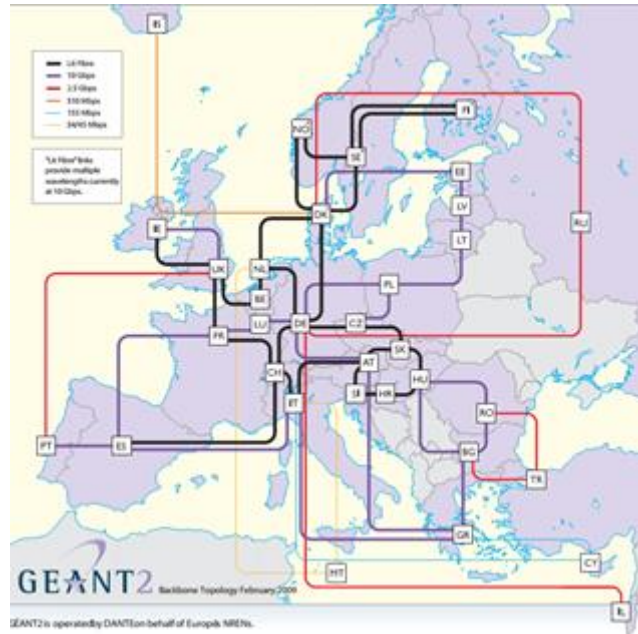 IS
Lit Fibre
10 Gbps
2.5 Gbps
310 Mbps
155 Mbps
34/45 Mbps
"Lit Fibre" links
provide multiple
wavelengths currently
at 10 Gbps.
NO
FI
SE
EE
DK
LV
RU
IE
LT
UK
NL
PL
BE
LU
DE
CZ
FR
SK
AT
CH
HU
SI
HR
IT
RO
PT
ES
BG
TR
GR
CY
MT
IL
GEANT2
Backbone Topology February 2009
GEANT2 is operated by DANTE on behalf of Europe's NRENs.